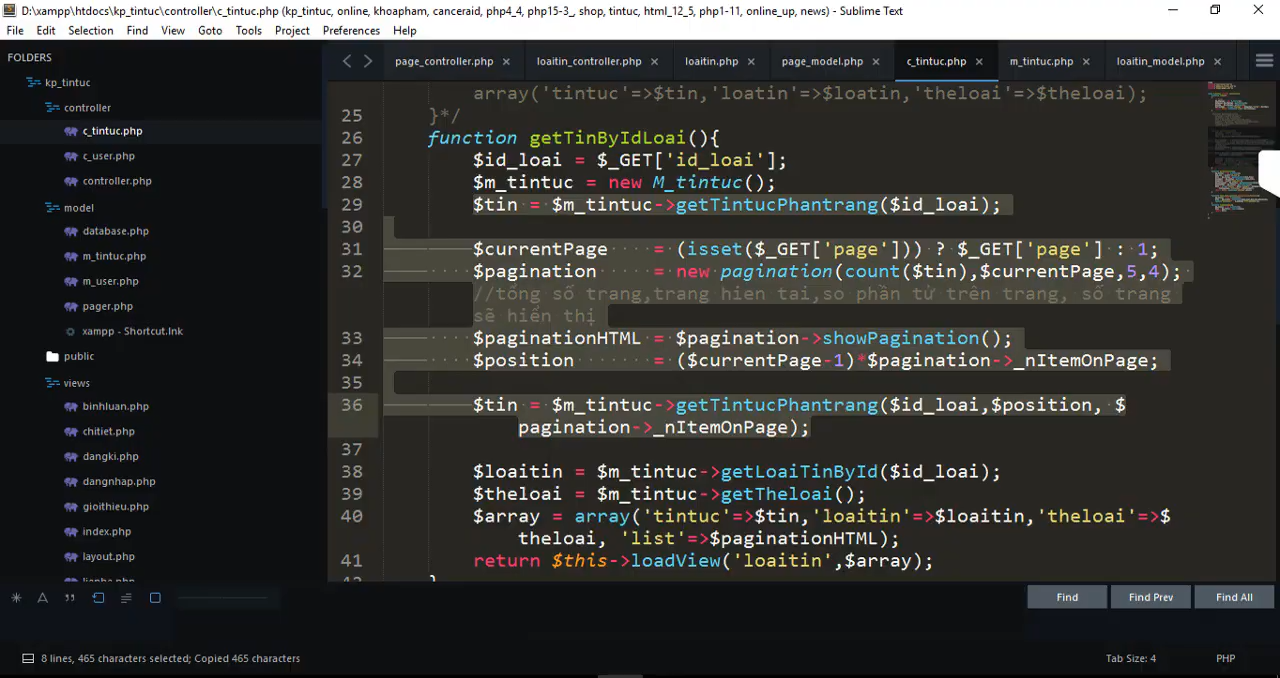 D:\xampp\htdocs\kp_tintuc\controller\c_tintuc.php (kp_tintuc, online, khoapham, canceraid, php4_4, php15-3_, shop, tintuc, html_12_5, php1-11, online_up, news) - Sublime Text
File Edit Selection Find View Goto Tools Project Preferences Help
FOLDERS
kp_tintuc
controller
c_tintuc.php
c_user.php
controller.php
model
database.php
m_tintuc.php
m_user.php
pager.php
xampp - Shortcut.lnk
public
views
binhluan.php
chitiet.php
dangki.php
dangnhap.php
gioithieu.php
index.php
layout.php
page_controller.php × loaitin_controller.php × loaitin.php × page_model.php × c_tintuc.php × m_tintuc.php × loaitin_model.php ×
array('tintuc'=>$tin,'loatin'=>$loatin,'theloai'=>$theloai);
25 }*/
26 function getTinByIdLoai(){
27 $id_loai = $_GET['id_loai'];
28 $m_tintuc = new M_tintuc();
29 $tin = $m_tintuc->getTintucPhantrang($id_loai);
30
31 $currentPage = (isset($_GET['page'])) ? $_GET['page'] : 1;
32 $pagination = new pagination(count($tin),$currentPage,5,4);
//tổng số trang,trang hien tai,so phần tử trên trang, số trang
sẽ hiển thị
33 $paginationHTML = $pagination->showPagination();
34 $position = ($currentPage-1)*$pagination->_nItemOnPage;
35
36 $tin = $m_tintuc->getTintucPhantrang($id_loai,$position, $
pagination->_nItemOnPage);
37
38 $loaitin = $m_tintuc->getLoaiTinById($id_loai);
39 $theloai = $m_tintuc->getTheloai();
40 $array = array('tintuc'=>$tin,'loaitin'=>$loaitin,'theloai'=>$
theloai, 'list'=>$paginationHTML);
41 return $this->loadView('loaitin',$array);
Find Find Prev Find All
8 lines, 465 characters selected; Copied 465 characters
Tab Size: 4 PHP